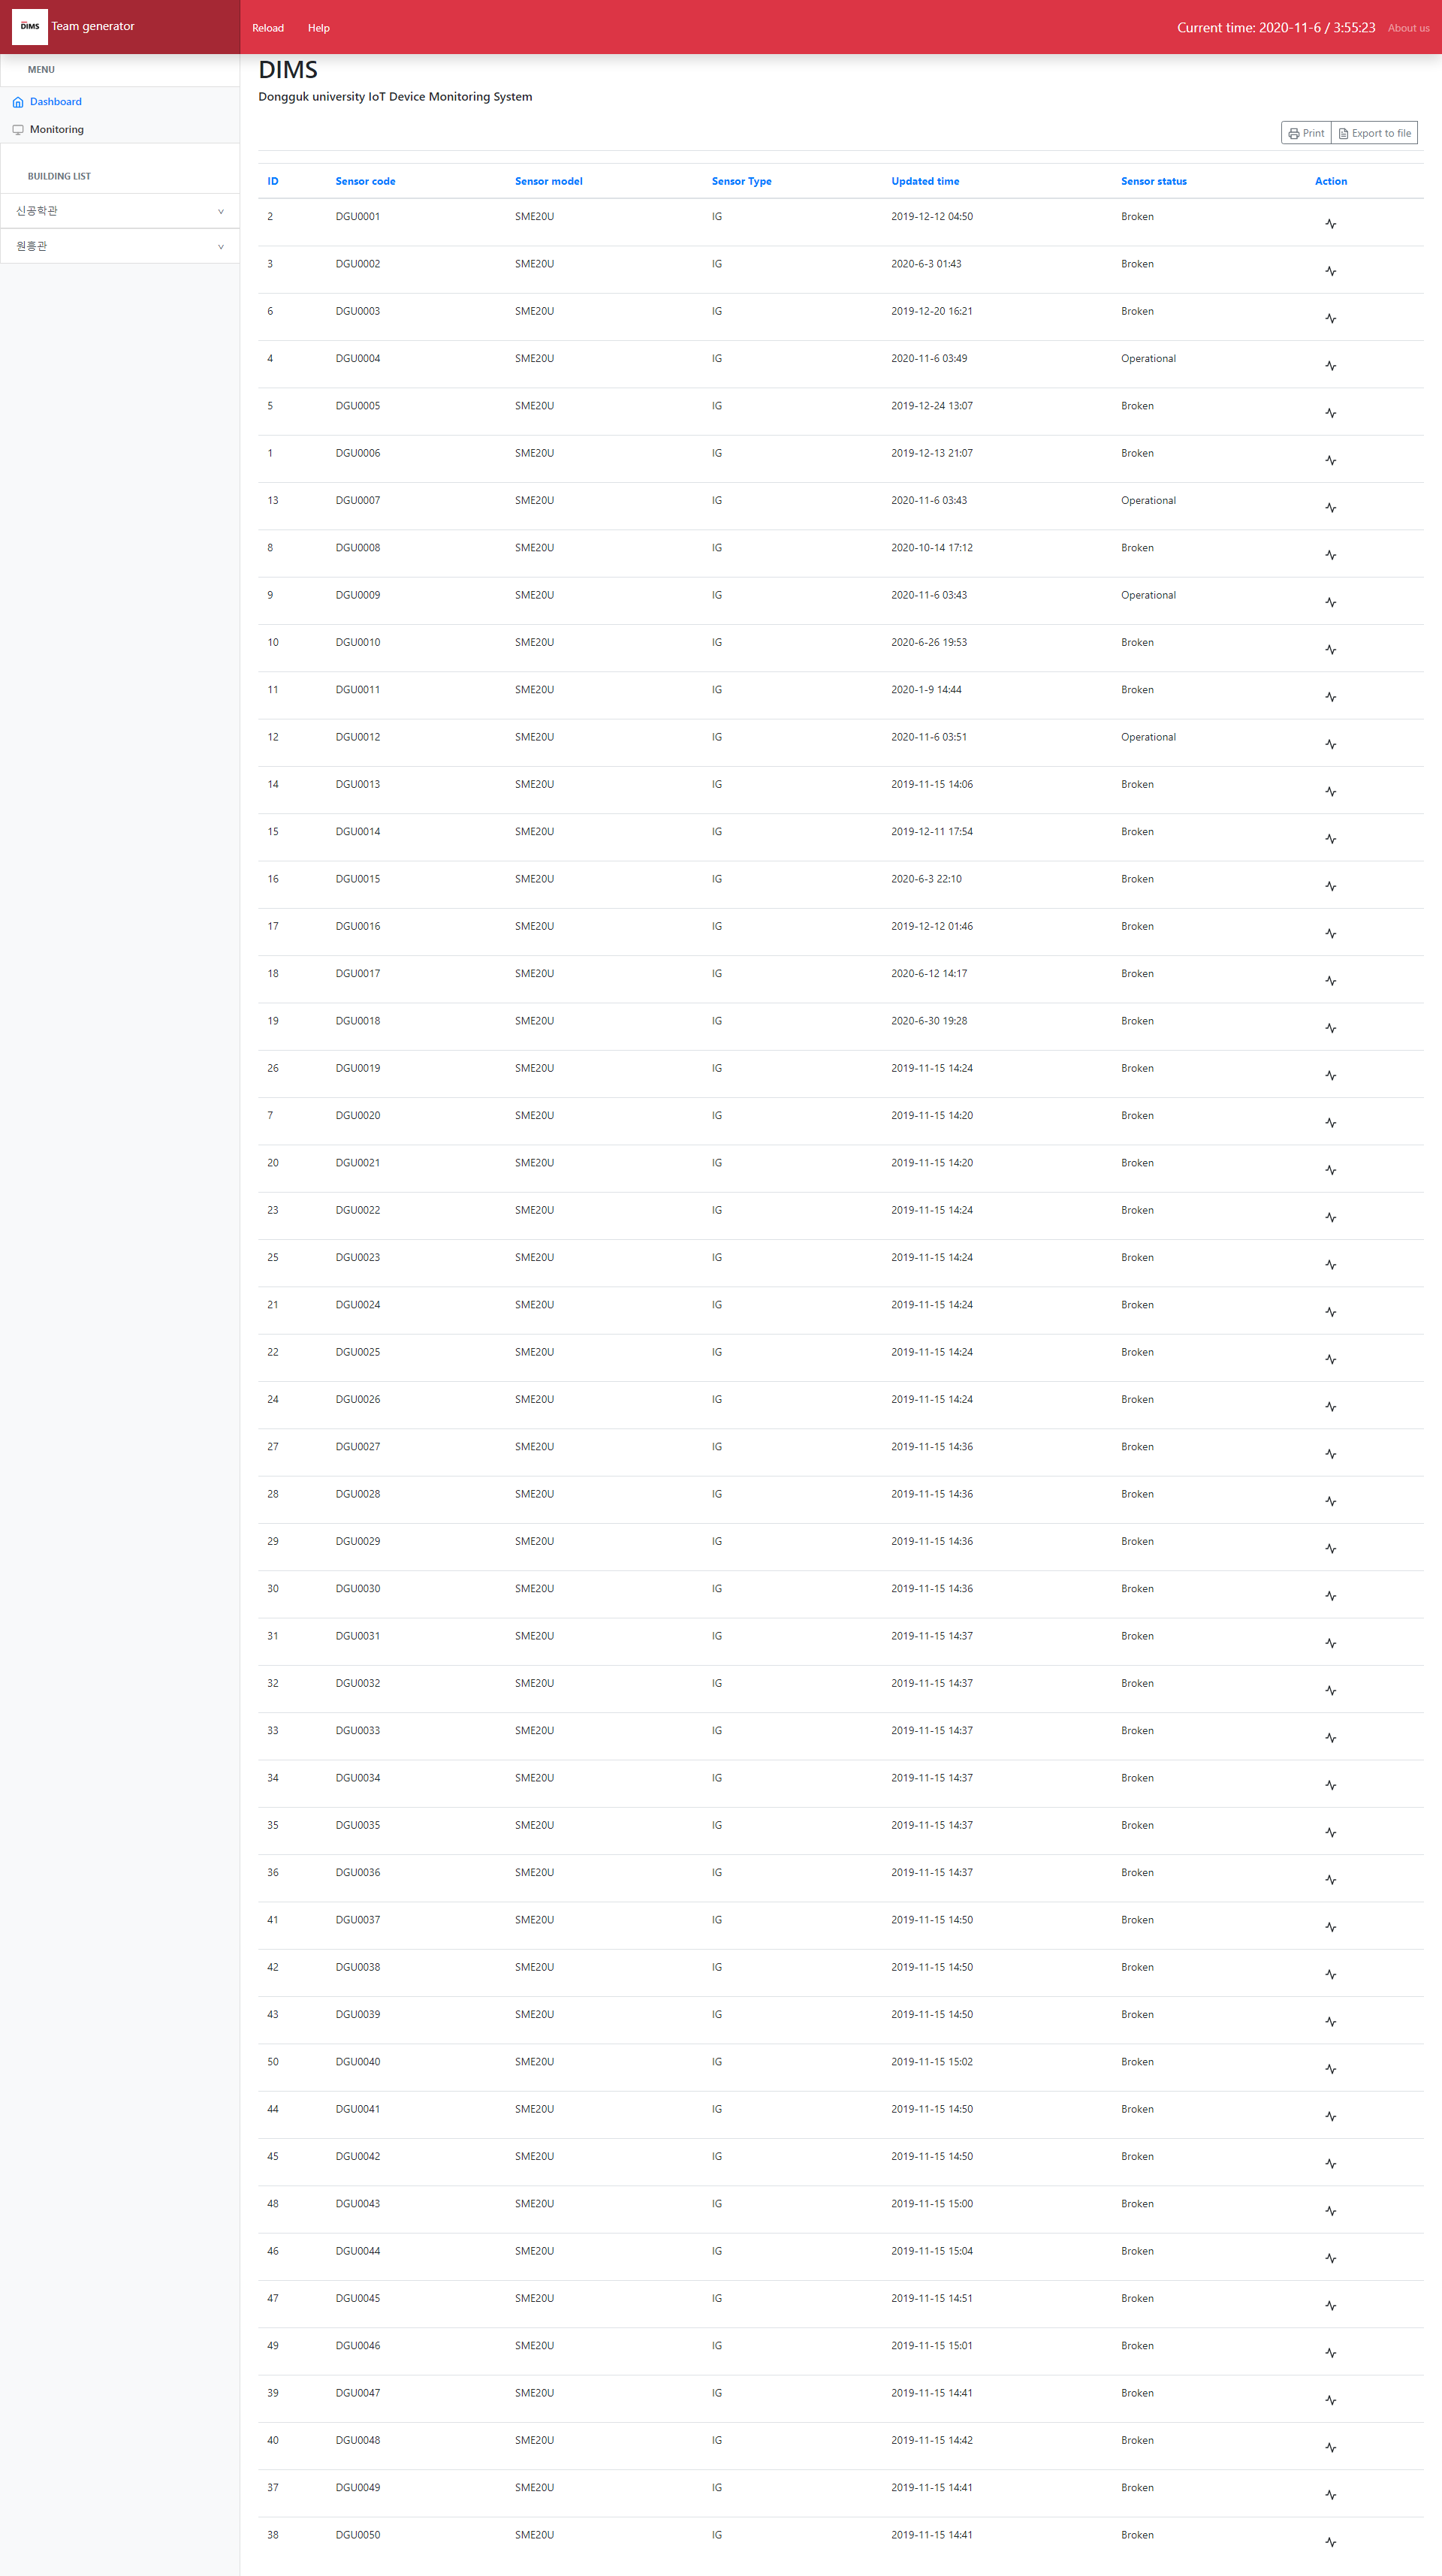 DIMS Team generator Reload Help Current time: 2020-11-6 / 3:55:23 About us
MENU
Dashboard
Monitoring
BUILDING LIST
신공학관
원흥관
DIMS
Dongguk university IoT Device Monitoring System
Print Export to file
ID Sensor code Sensor model Sensor Type Updated time Sensor status Action
2 DGU0001 SME20U IG 2019-12-12 04:50 Broken
3 DGU0002 SME20U IG 2020-6-3 01:43 Broken
6 DGU0003 SME20U IG 2019-12-20 16:21 Broken
4 DGU0004 SME20U IG 2020-11-6 03:49 Operational
5 DGU0005 SME20U IG 2019-12-24 13:07 Broken
1 DGU0006 SME20U IG 2019-12-13 21:07 Broken
13 DGU0007 SME20U IG 2020-11-6 03:43 Operational
8 DGU0008 SME20U IG 2020-10-14 17:12 Broken
9 DGU0009 SME20U IG 2020-11-6 03:43 Operational
10 DGU0010 SME20U IG 2020-6-26 19:53 Broken
11 DGU0011 SME20U IG 2020-1-9 14:44 Broken
12 DGU0012 SME20U IG 2020-11-6 03:51 Operational
14 DGU0013 SME20U IG 2019-11-15 14:06 Broken
15 DGU0014 SME20U IG 2019-12-11 17:54 Broken
16 DGU0015 SME20U IG 2020-6-3 22:10 Broken
17 DGU0016 SME20U IG 2019-12-12 01:46 Broken
18 DGU0017 SME20U IG 2020-6-12 14:17 Broken
19 DGU0018 SME20U IG 2020-6-30 19:28 Broken
26 DGU0019 SME20U IG 2019-11-15 14:24 Broken
7 DGU0020 SME20U IG 2019-11-15 14:20 Broken
20 DGU0021 SME20U IG 2019-11-15 14:20 Broken
23 DGU0022 SME20U IG 2019-11-15 14:24 Broken
25 DGU0023 SME20U IG 2019-11-15 14:24 Broken
21 DGU0024 SME20U IG 2019-11-15 14:24 Broken
22 DGU0025 SME20U IG 2019-11-15 14:24 Broken
24 DGU0026 SME20U IG 2019-11-15 14:24 Broken
27 DGU0027 SME20U IG 2019-11-15 14:36 Broken
28 DGU0028 SME20U IG 2019-11-15 14:36 Broken
29 DGU0029 SME20U IG 2019-11-15 14:36 Broken
30 DGU0030 SME20U IG 2019-11-15 14:36 Broken
31 DGU0031 SME20U IG 2019-11-15 14:37 Broken
32 DGU0032 SME20U IG 2019-11-15 14:37 Broken
33 DGU0033 SME20U IG 2019-11-15 14:37 Broken
34 DGU0034 SME20U IG 2019-11-15 14:37 Broken
35 DGU0035 SME20U IG 2019-11-15 14:37 Broken
36 DGU0036 SME20U IG 2019-11-15 14:37 Broken
41 DGU0037 SME20U IG 2019-11-15 14:50 Broken
42 DGU0038 SME20U IG 2019-11-15 14:50 Broken
43 DGU0039 SME20U IG 2019-11-15 14:50 Broken
50 DGU0040 SME20U IG 2019-11-15 15:02 Broken
44 DGU0041 SME20U IG 2019-11-15 14:50 Broken
45 DGU0042 SME20U IG 2019-11-15 14:50 Broken
48 DGU0043 SME20U IG 2019-11-15 15:00 Broken
46 DGU0044 SME20U IG 2019-11-15 15:04 Broken
47 DGU0045 SME20U IG 2019-11-15 14:51 Broken
49 DGU0046 SME20U IG 2019-11-15 15:01 Broken
39 DGU0047 SME20U IG 2019-11-15 14:41 Broken
40 DGU0048 SME20U IG 2019-11-15 14:42 Broken
37 DGU0049 SME20U IG 2019-11-15 14:41 Broken
38 DGU0050 SME20U IG 2019-11-15 14:41 Broken